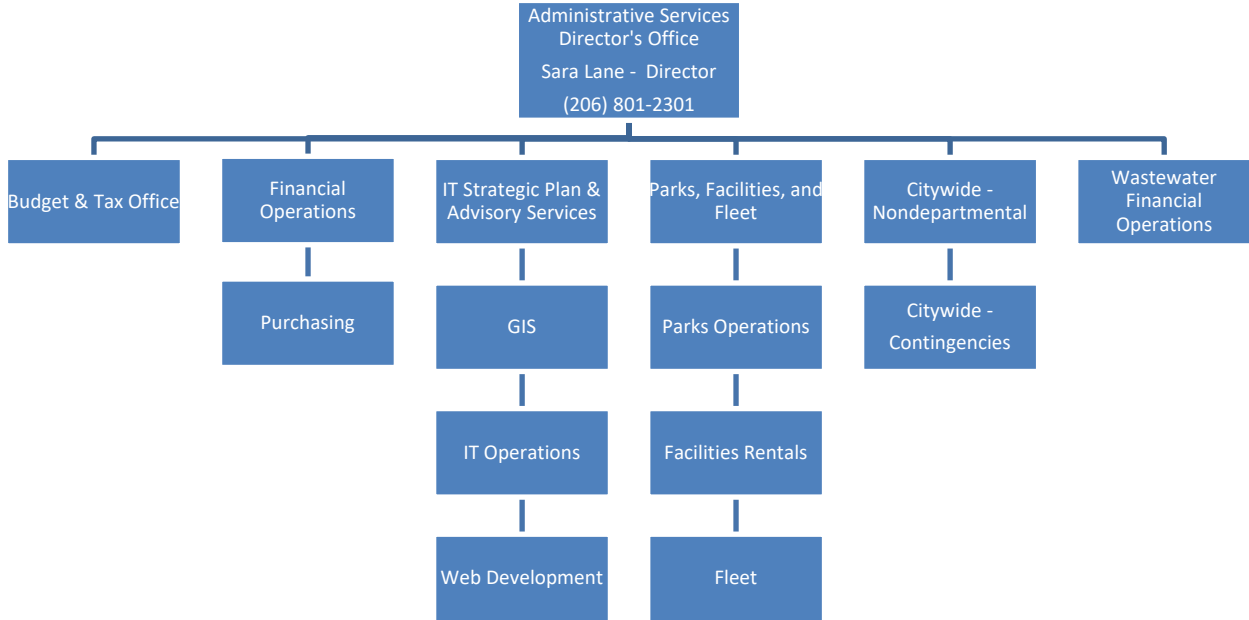 Administrative Services
Director's Office
Sara Lane - Director
(206) 801-2301
Budget & Tax Office
Financial
Operations
IT Strategic Plan &
Advisory Services
Parks, Facilities, and
Fleet
Citywide -
Nondepartmental
Wastewater
Financial
Operations
Purchasing
GIS
Parks Operations
Citywide -
Contingencies
IT Operations
Facilities Rentals
Web Development
Fleet